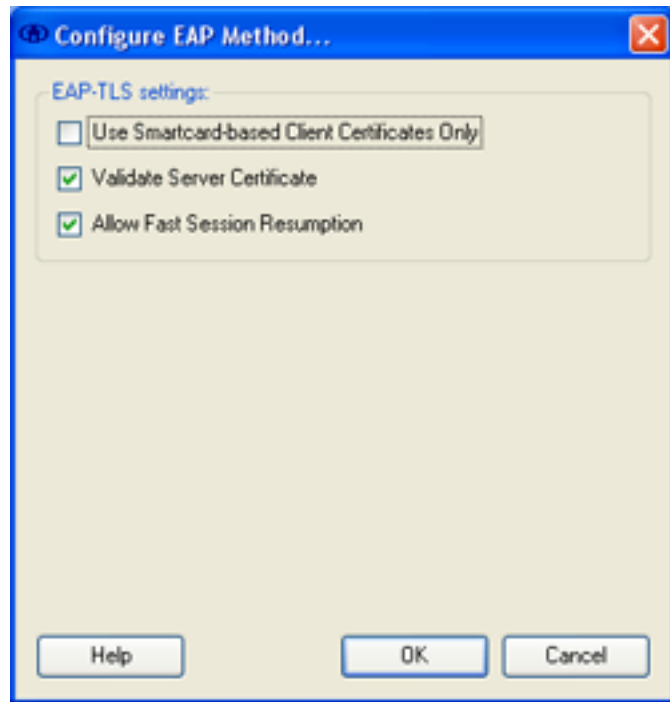 Configure EAP Method...
EAP-TLS settings:
Use Smartcard-based Client Certificates Only
Validate Server Certificate
Allow Fast Session Resumption
Help OK Cancel